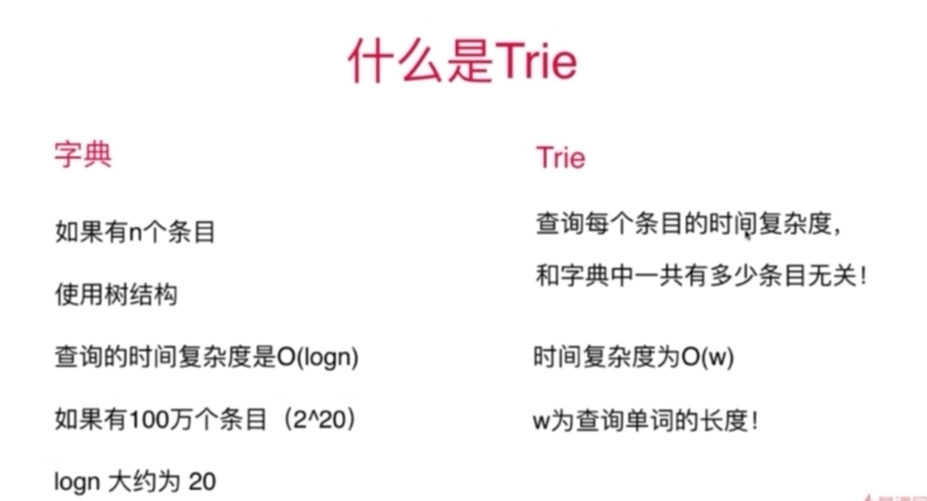 什么是Trie
字典
如果有n个条目
使用树结构
查询的时间复杂度是O(logn)
如果有100万个条目（2^20）
logn 大约为 20
Trie
查询每个条目的时间复杂度，
和字典中一共有多少条目无关！
时间复杂度为O(w)
w为查询单词的长度！